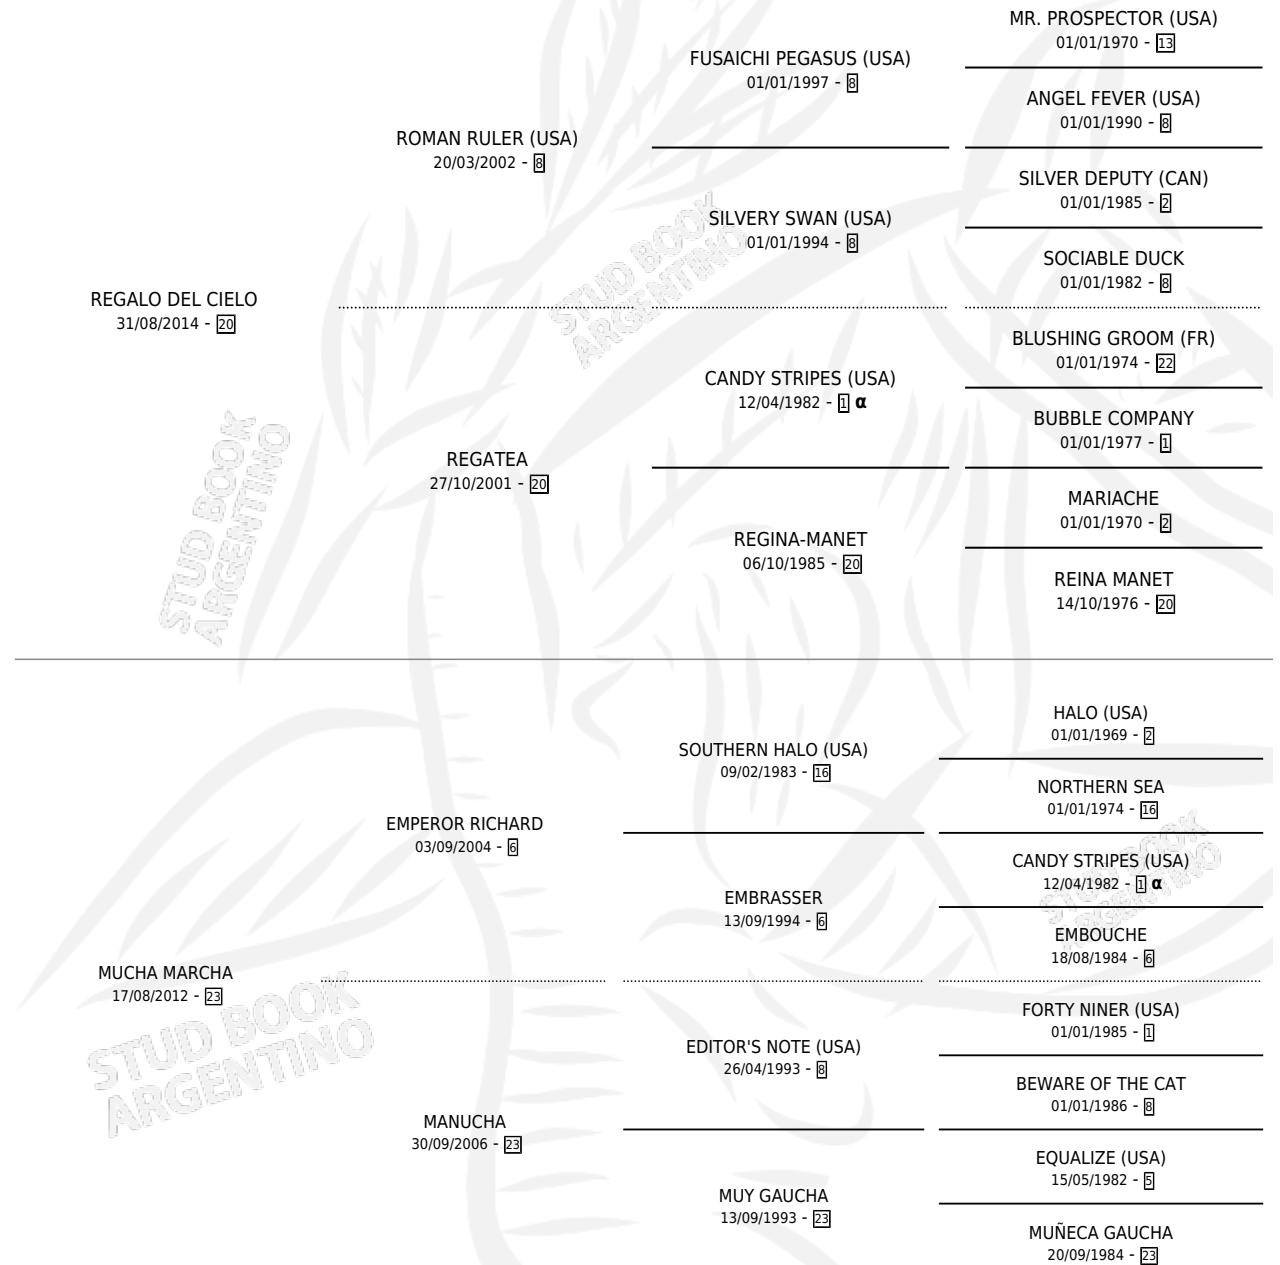 MR. PROSPECTOR (USA)
01/01/1970 - 13
FUSAICHI PEGASUS (USA)
01/01/1997 - 8
ANGEL FEVER (USA)
01/01/1990 - 8
ROMAN RULER (USA)
20/03/2002 - 8
SILVER DEPUTY (CAN)
01/01/1985 - 2
SILVERY SWAN (USA)
01/01/1994 - 8
SOCIABLE DUCK
01/01/1982 - 8
REGALO DEL CIELO
31/08/2014 - 20
BLUSHING GROOM (FR)
01/01/1974 - 22
CANDY STRIPES (USA)
12/04/1982 - 1 α
BUBBLE COMPANY
01/01/1977 - 1
REGATEA
27/10/2001 - 20
MARIACHE
01/01/1970 - 2
REGINA-MANET
06/10/1985 - 20
REINA MANET
14/10/1976 - 20
STUD BOOK
ARGENTINO
STUD BOOK
ARGENTINO
HALO (USA)
01/01/1969 - 2
SOUTHERN HALO (USA)
09/02/1983 - 16
NORTHERN SEA
01/01/1974 - 16
EMPEROR RICHARD
03/09/2004 - 6
CANDY STRIPES (USA)
12/04/1982 - 1 α
EMBRASSER
13/09/1994 - 6
EMBOUCHE
18/08/1984 - 6
MUCHA MARCHA
17/08/2012 - 23
FORTY NINER (USA)
01/01/1985 - 1
EDITOR'S NOTE (USA)
26/04/1993 - 8
BEWARE OF THE CAT
01/01/1986 - 8
MANUCHA
30/09/2006 - 23
EQUALIZE (USA)
15/05/1982 - 5
MUY GAUCHA
13/09/1993 - 23
MUÑECA GAUCHA
20/09/1984 - 23
STUD BOOK
ARGENTINO
STUD BOOK
ARGENTINO